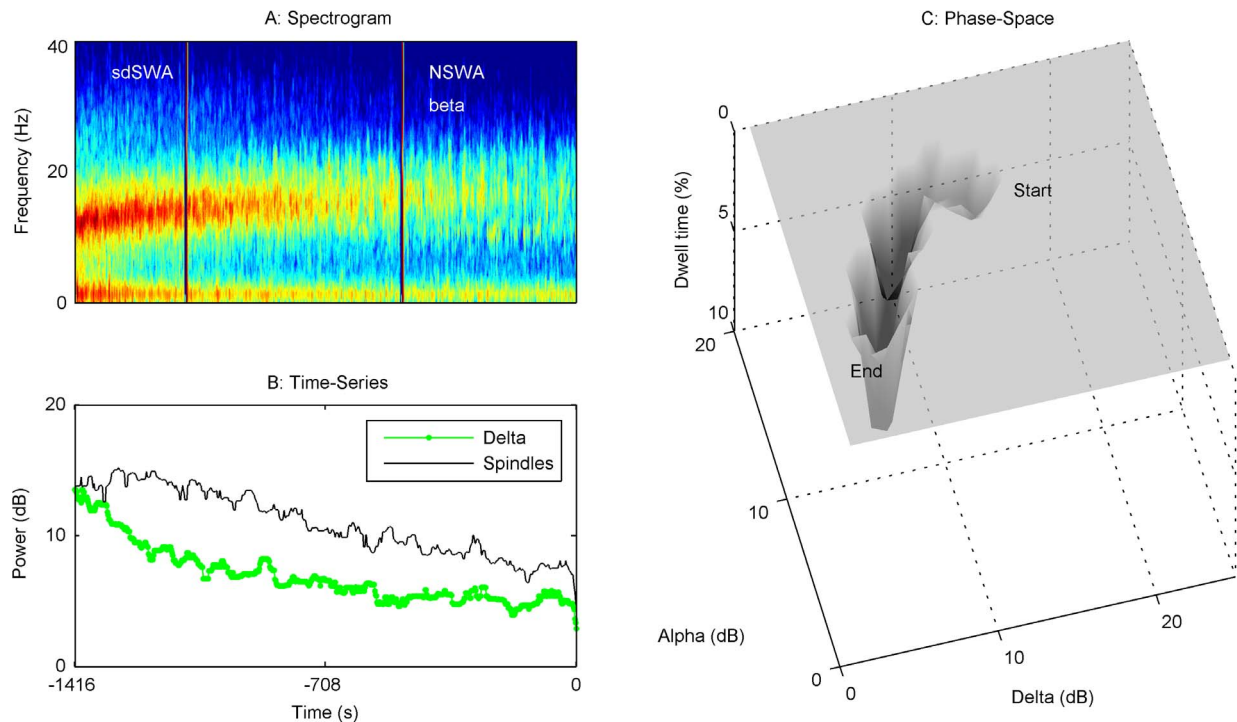 A: Spectrogram
40
20
0
Frequency (Hz)
sdSWA
NSWA
beta
B: Time-Series
20
10
0
Power (dB)
Delta
Spindles
-1416
-708
0
Time (s)
C: Phase-Space
0
5
10
Dwell time (%)
20
10
0
Alpha (dB)
0
10
20
Delta (dB)
Start
End